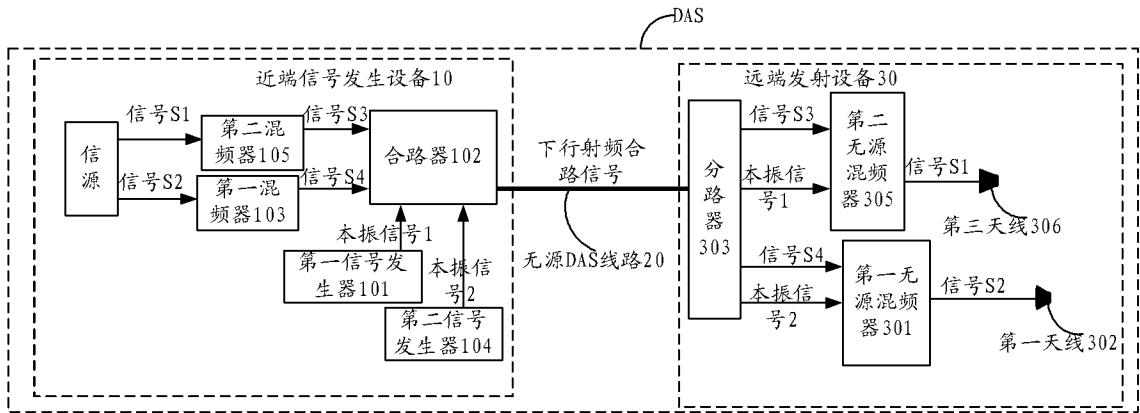 DAS
近端信号发生设备10
远端发射设备30
信源
信号S1
第二混
频器105
信号S3
信号S2
第一混
频器103
信号S4
合路器102
本振信号1
第一信号发
生器101
本振信
号2
第二信号
发生器104
下行射频合
路信号
无源DAS线路20
分路器
303
信号S3
本振信
号1
第二
无源
混频
器
305
信号S1
第三天线306
信号S4
本振信
号2
第一无
源混频
器301
信号S2
第一天线302